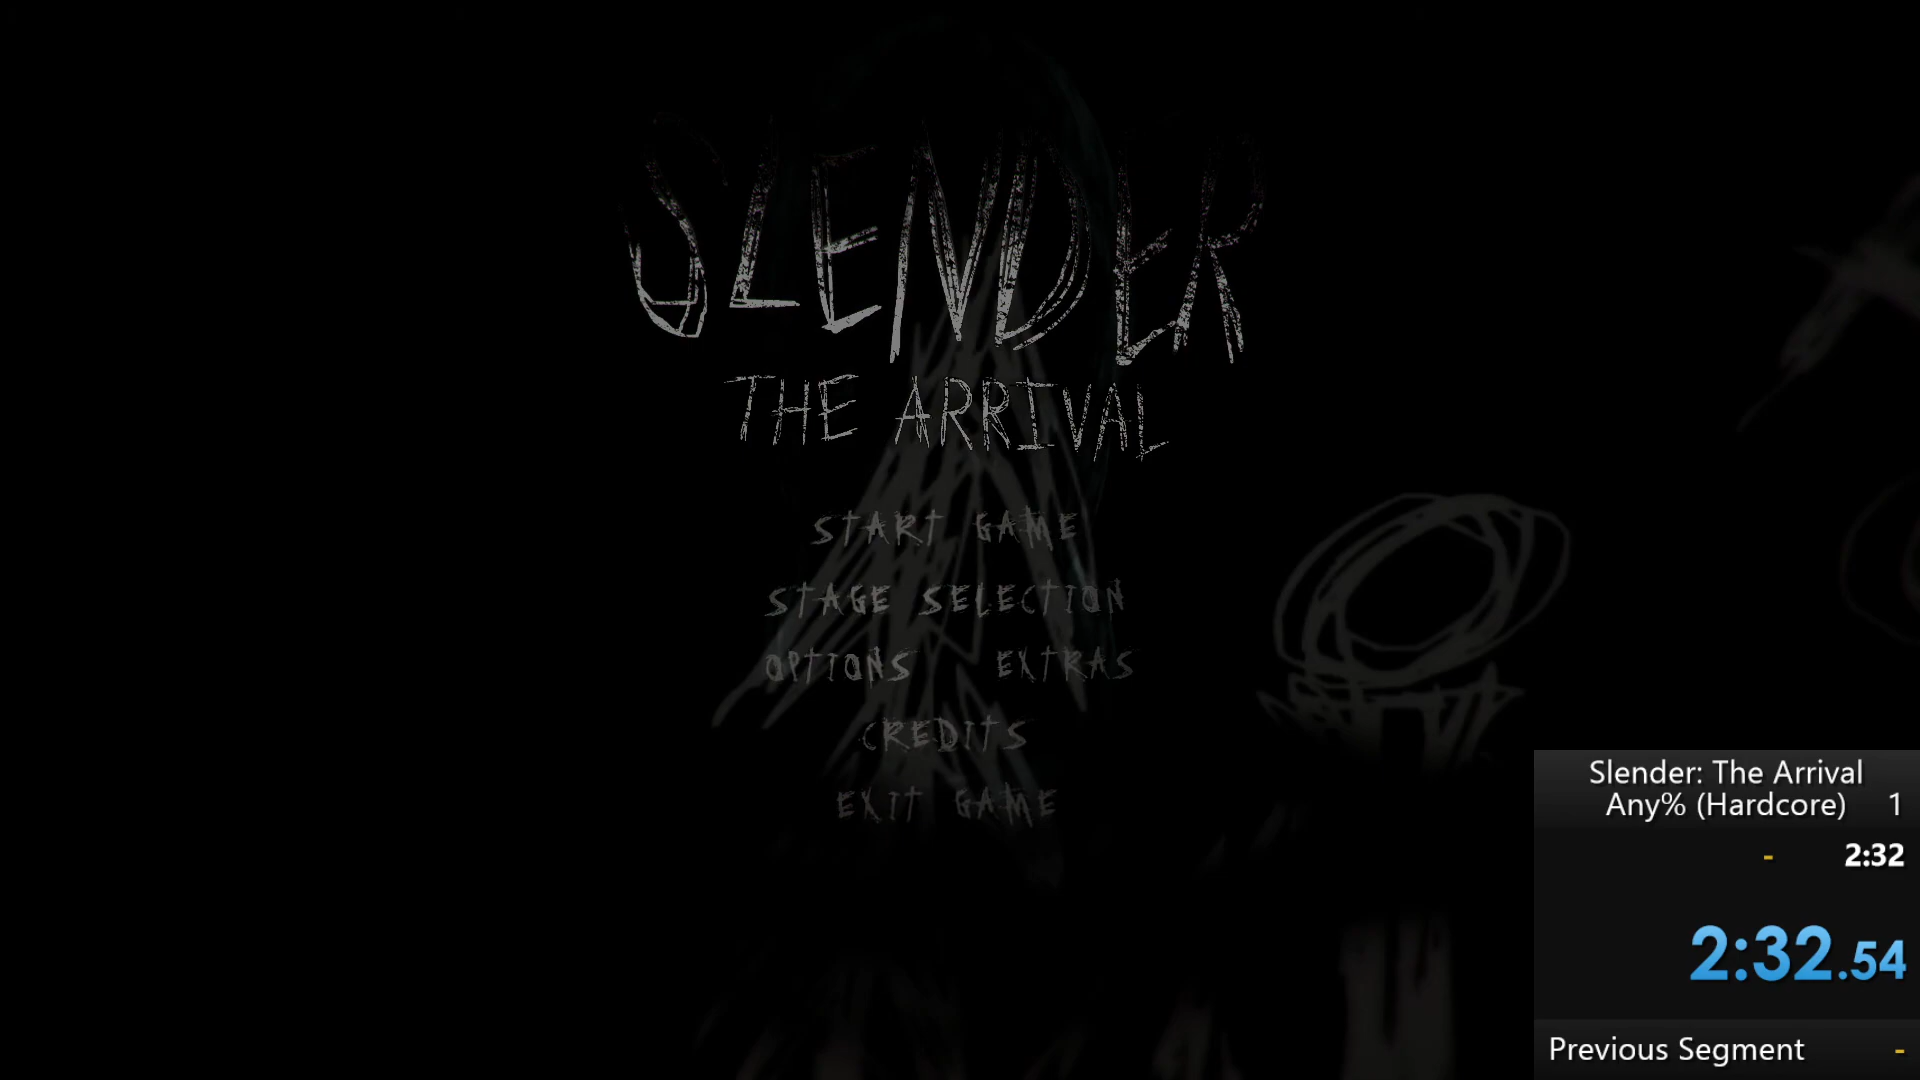 SLENDER
THE ARRIVAL
START GAME
STAGE SELECTION
OPTIONS EXTRAS
CREDITS
EXIT GAME
Slender: The Arrival
Any% (Hardcore) 1
- 2:32
2:32.54
Previous Segment -